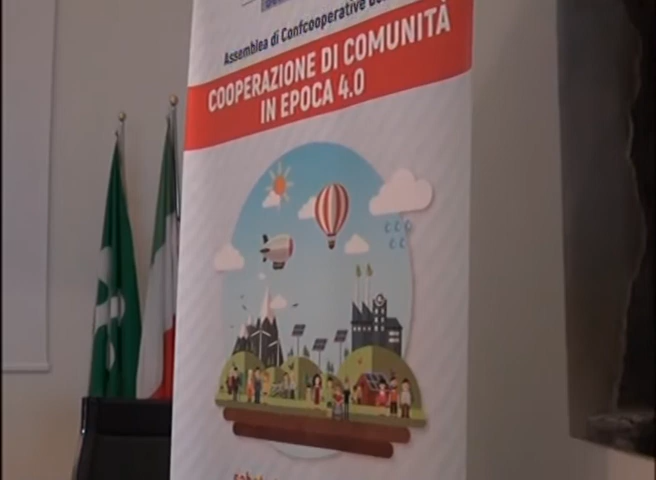 Assemblea di Confcooperative
COOPERAZIONE DI COMUNITÀ
IN EPOCA 4.0